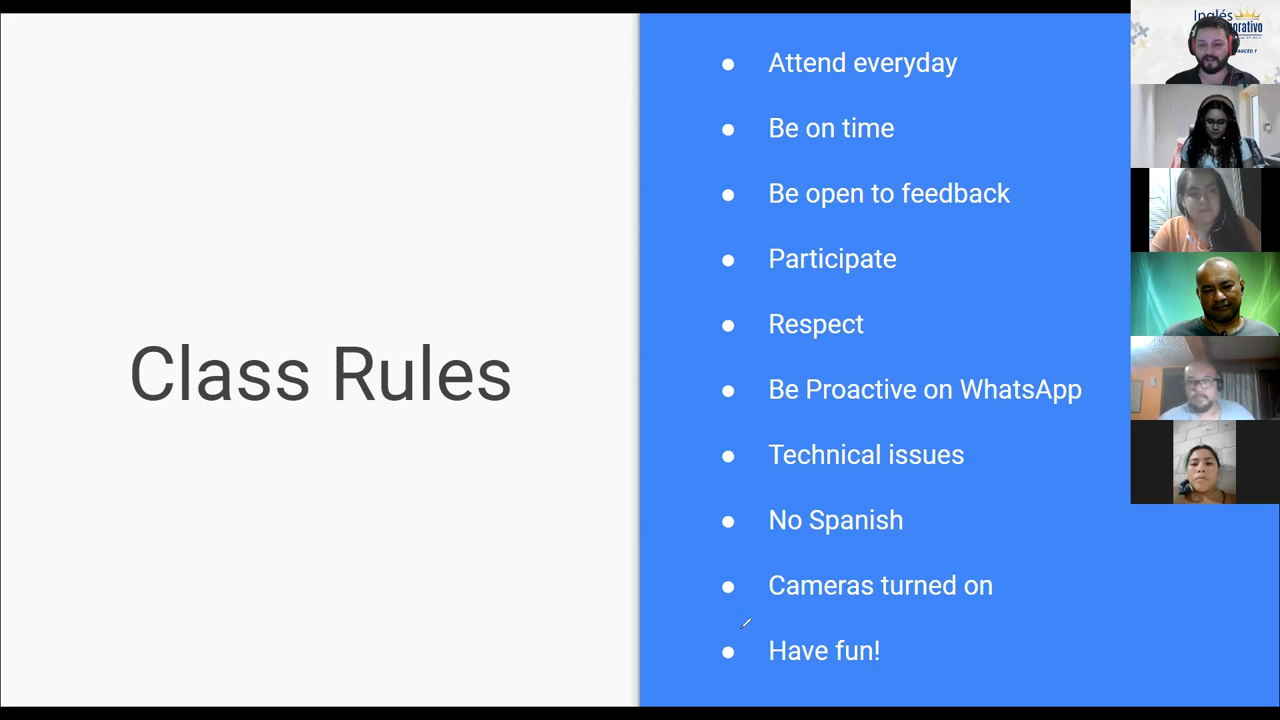 Class Rules
Attend everyday
Be on time
Be open to feedback
Participate
Respect
Be Proactive on WhatsApp
Technical issues
No Spanish
Cameras turned on
Have fun!
Inglés